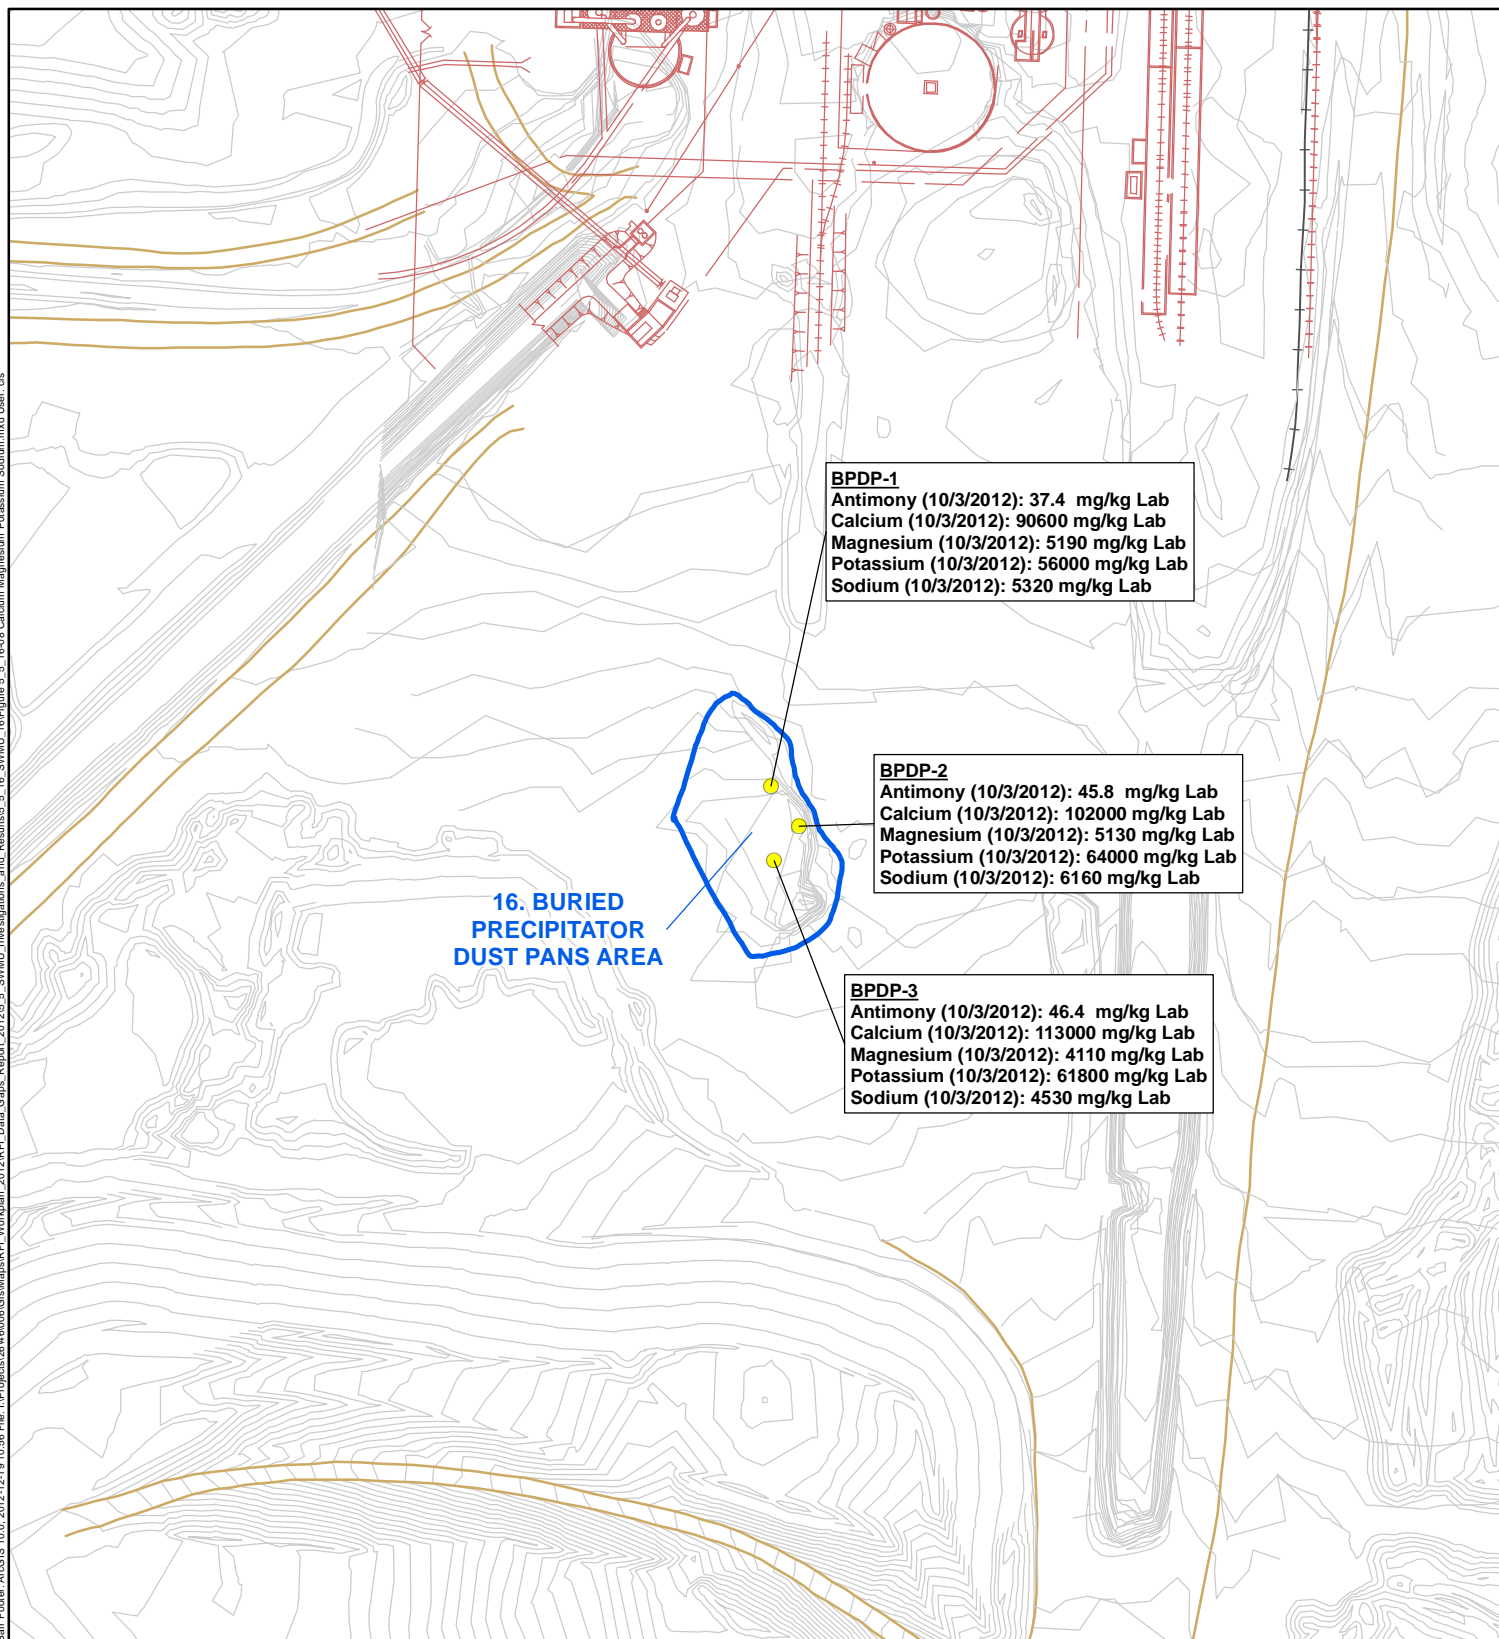 BPDP-1
Antimony (10/3/2012): 37.4 mg/kg Lab
Calcium (10/3/2012): 90600 mg/kg Lab
Magnesium (10/3/2012): 5190 mg/kg Lab
Potassium (10/3/2012): 56000 mg/kg Lab
Sodium (10/3/2012): 5320 mg/kg Lab
BPDP-2
Antimony (10/3/2012): 45.8 mg/kg Lab
Calcium (10/3/2012): 102000 mg/kg Lab
Magnesium (10/3/2012): 5130 mg/kg Lab
Potassium (10/3/2012): 64000 mg/kg Lab
Sodium (10/3/2012): 6160 mg/kg Lab
16. BURIED
PRECIPITATOR
DUST PANS AREA
BPDP-3
Antimony (10/3/2012): 46.4 mg/kg Lab
Calcium (10/3/2012): 113000 mg/kg Lab
Magnesium (10/3/2012): 4110 mg/kg Lab
Potassium (10/3/2012): 61800 mg/kg Lab
Sodium (10/3/2012): 4530 mg/kg Lab